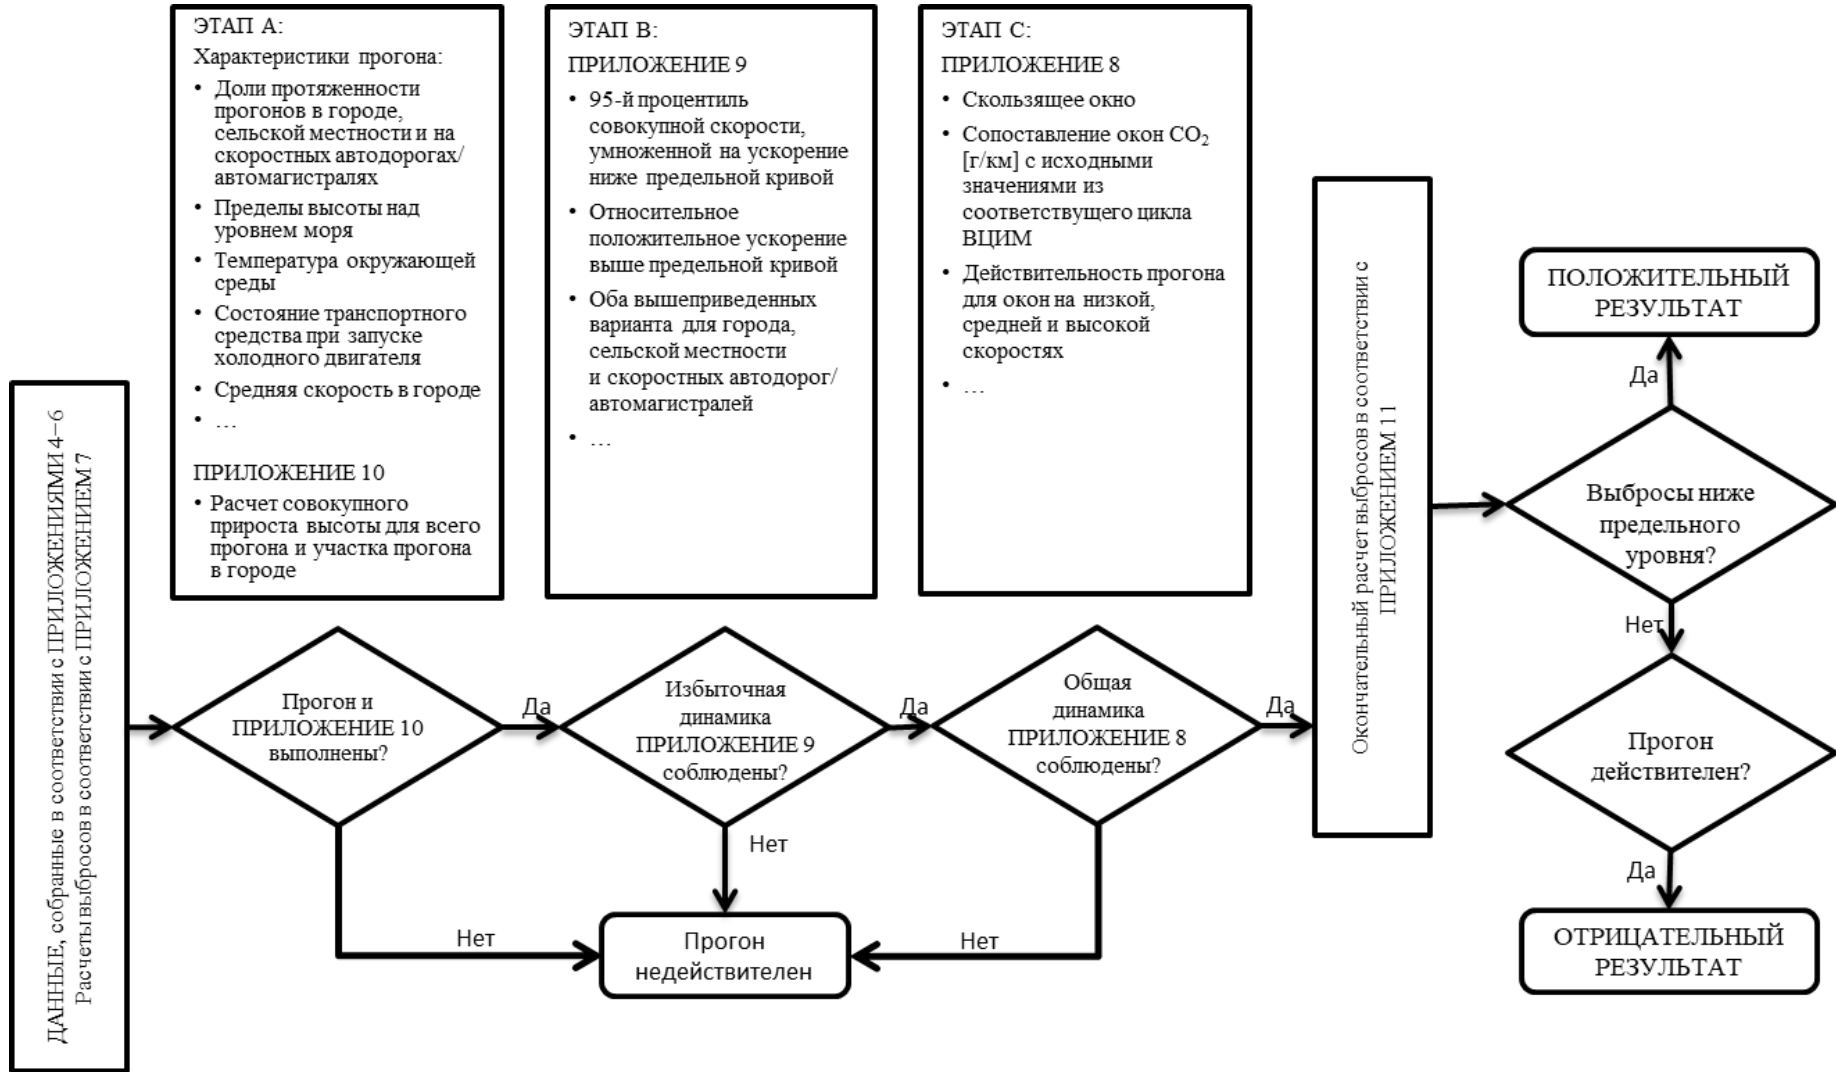 ДАННЫЕ, собранные в соответствии с ПРИЛОЖЕНИЯМИ 4−6
Расчеты выбросов в соответствии с ПРИЛОЖЕНИЕМ 7
ЭТАП A:
Характеристики прогона:
• Доли протяженности
прогонов в городе,
сельской местности и на
скоростных автодорогах/
автомагистралях
• Пределы высоты над
уровнем моря
• Температура окружающей
среды
• Состояние транспортного
средства при запуске
холодного двигателя
• Средняя скорость в городе
• …
ПРИЛОЖЕНИЕ 10
• Расчет совокупного
прироста высоты для всего
прогона и участка прогона
в городе
ЭТАП B:
ПРИЛОЖЕНИЕ 9
• 95-й процентиль
совокупной скорости,
умноженной на ускорение
ниже предельной кривой
• Относительное
положительное ускорение
выше предельной кривой
• Оба вышеприведенных
варианта для города,
сельской местности
и скоростных автодорог/
автомагистралей
• …
ЭТАП C:
ПРИЛОЖЕНИЕ 8
• Скользящее окно
• Сопоставление окон CO₂
[г/км] с исходными
значениями из
соответствущего цикла
ВЦИМ
• Действительность прогона
для окон на низкой,
средней и высокой
скоростях
• …
Прогон и
ПРИЛОЖЕНИЕ 10
выполнены?
Да
Избыточная
динамика
ПРИЛОЖЕНИЕ 9
соблюдены?
Да
Общая
динамика
ПРИЛОЖЕНИЕ 8
соблюдены?
Да
Нет
Нет
Нет
Прогон
недействителен
Окончательный расчет выбросов в соответствии с
ПРИЛОЖЕНИЕМ 11
ПОЛОЖИТЕЛЬНЫЙ
РЕЗУЛЬТАТ
Да
Выбросы ниже
предельного
уровня?
Нет
Прогон
действителен?
Да
ОТРИЦАТЕЛЬНЫЙ
РЕЗУЛЬТАТ